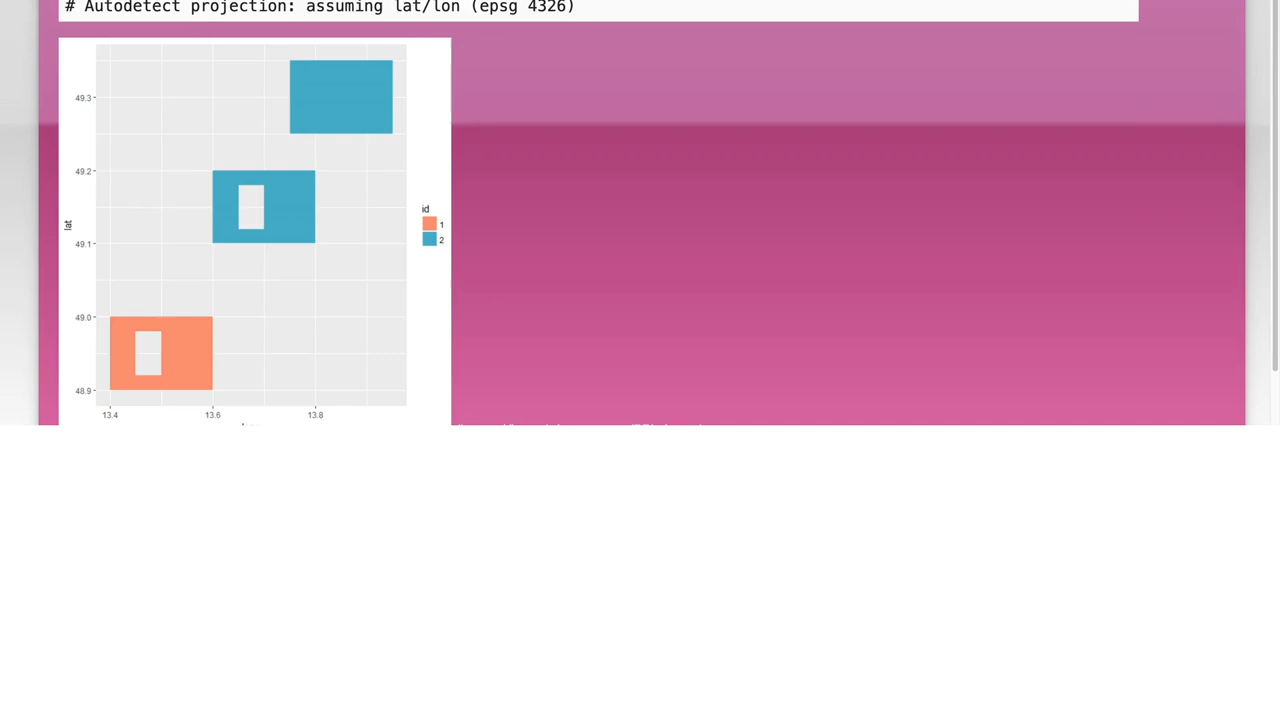 # Autodetect projection: assuming lat/lon (epsg 4326)
49.3
49.2
lat
49.1
49.0
48.9
13.4 13.6 13.8
id
1
2